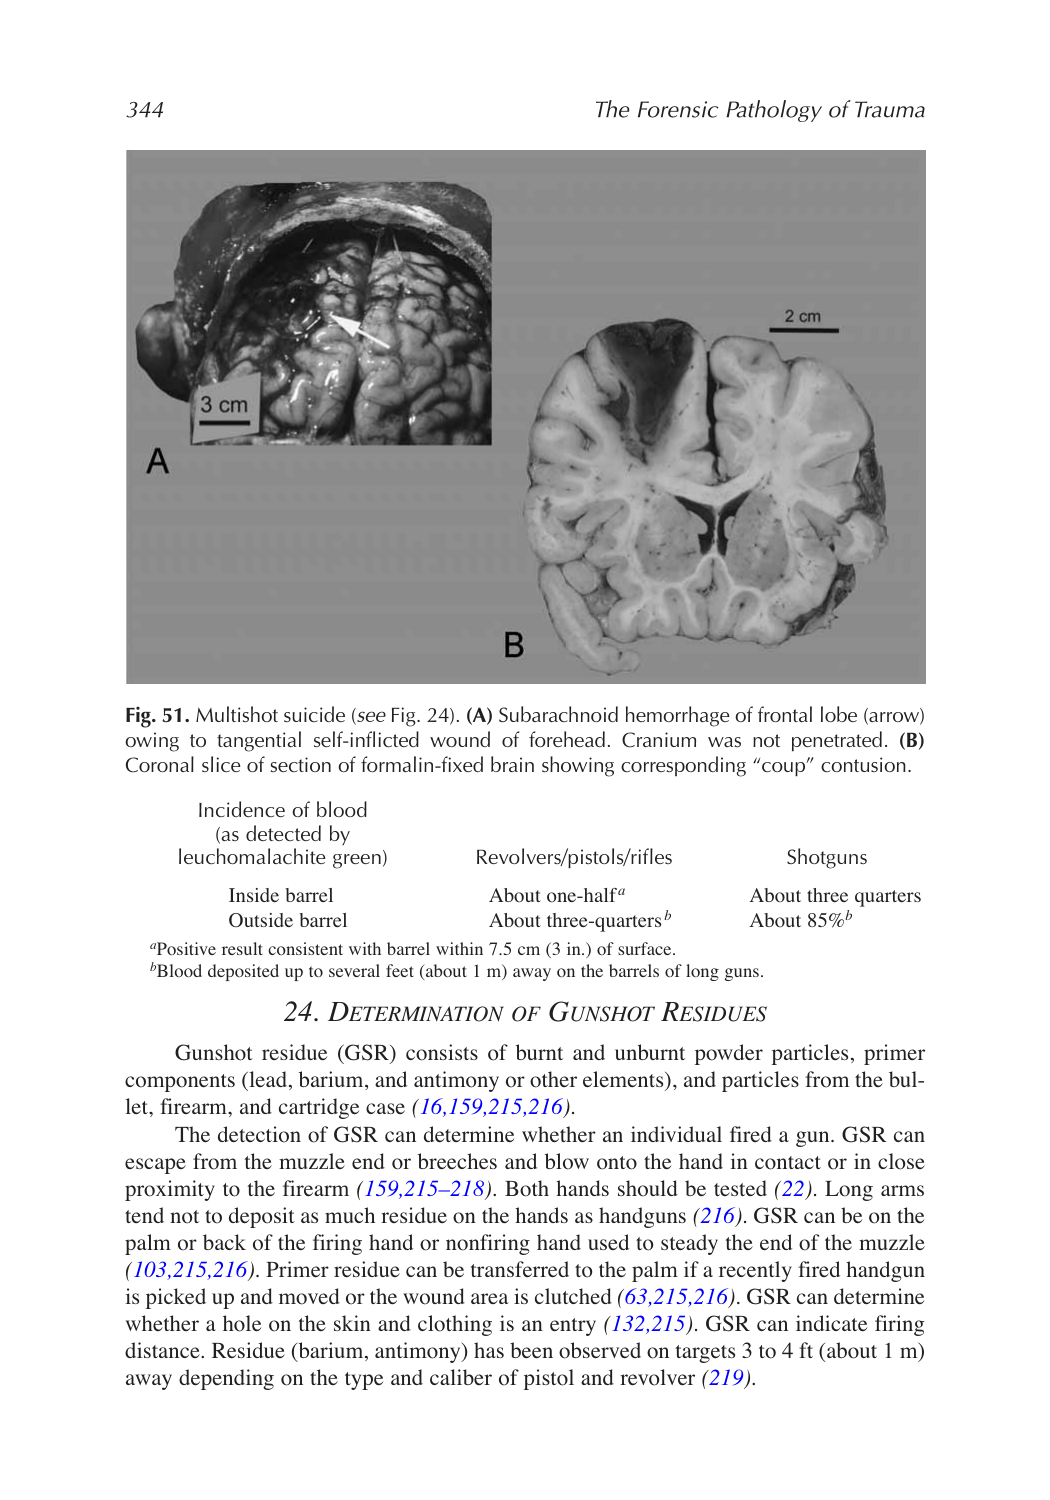 344
The Forensic Pathology of Trauma
3 cm
A
2 cm
B
Fig. 51. Multishot suicide (see Fig. 24). (A) Subarachnoid hemorrhage of frontal lobe (arrow)
owing to tangential self-inflicted wound of forehead. Cranium was not penetrated. (B)
Coronal slice of section of formalin-fixed brain showing corresponding “coup” contusion.
Incidence of blood
(as detected by
leuchomalachite green) Revolvers/pistols/rifles Shotguns
Inside barrel About one-half a About three quarters
Outside barrel About three-quarters b About 85% b
aPositive result consistent with barrel within 7.5 cm (3 in.) of surface.
bBlood deposited up to several feet (about 1 m) away on the barrels of long guns.
24. Determination of Gunshot Residues
Gunshot residue (GSR) consists of burnt and unburnt powder particles, primer
components (lead, barium, and antimony or other elements), and particles from the bul-
let, firearm, and cartridge case (16,159,215,216).
The detection of GSR can determine whether an individual fired a gun. GSR can
escape from the muzzle end or breeches and blow onto the hand in contact or in close
proximity to the firearm (159,215–218). Both hands should be tested (22). Long arms
tend not to deposit as much residue on the hands as handguns (216). GSR can be on the
palm or back of the firing hand or nonfiring hand used to steady the end of the muzzle
(103,215,216). Primer residue can be transferred to the palm if a recently fired handgun
is picked up and moved or the wound area is clutched (63,215,216). GSR can determine
whether a hole on the skin and clothing is an entry (132,215). GSR can indicate firing
distance. Residue (barium, antimony) has been observed on targets 3 to 4 ft (about 1 m)
away depending on the type and caliber of pistol and revolver (219).